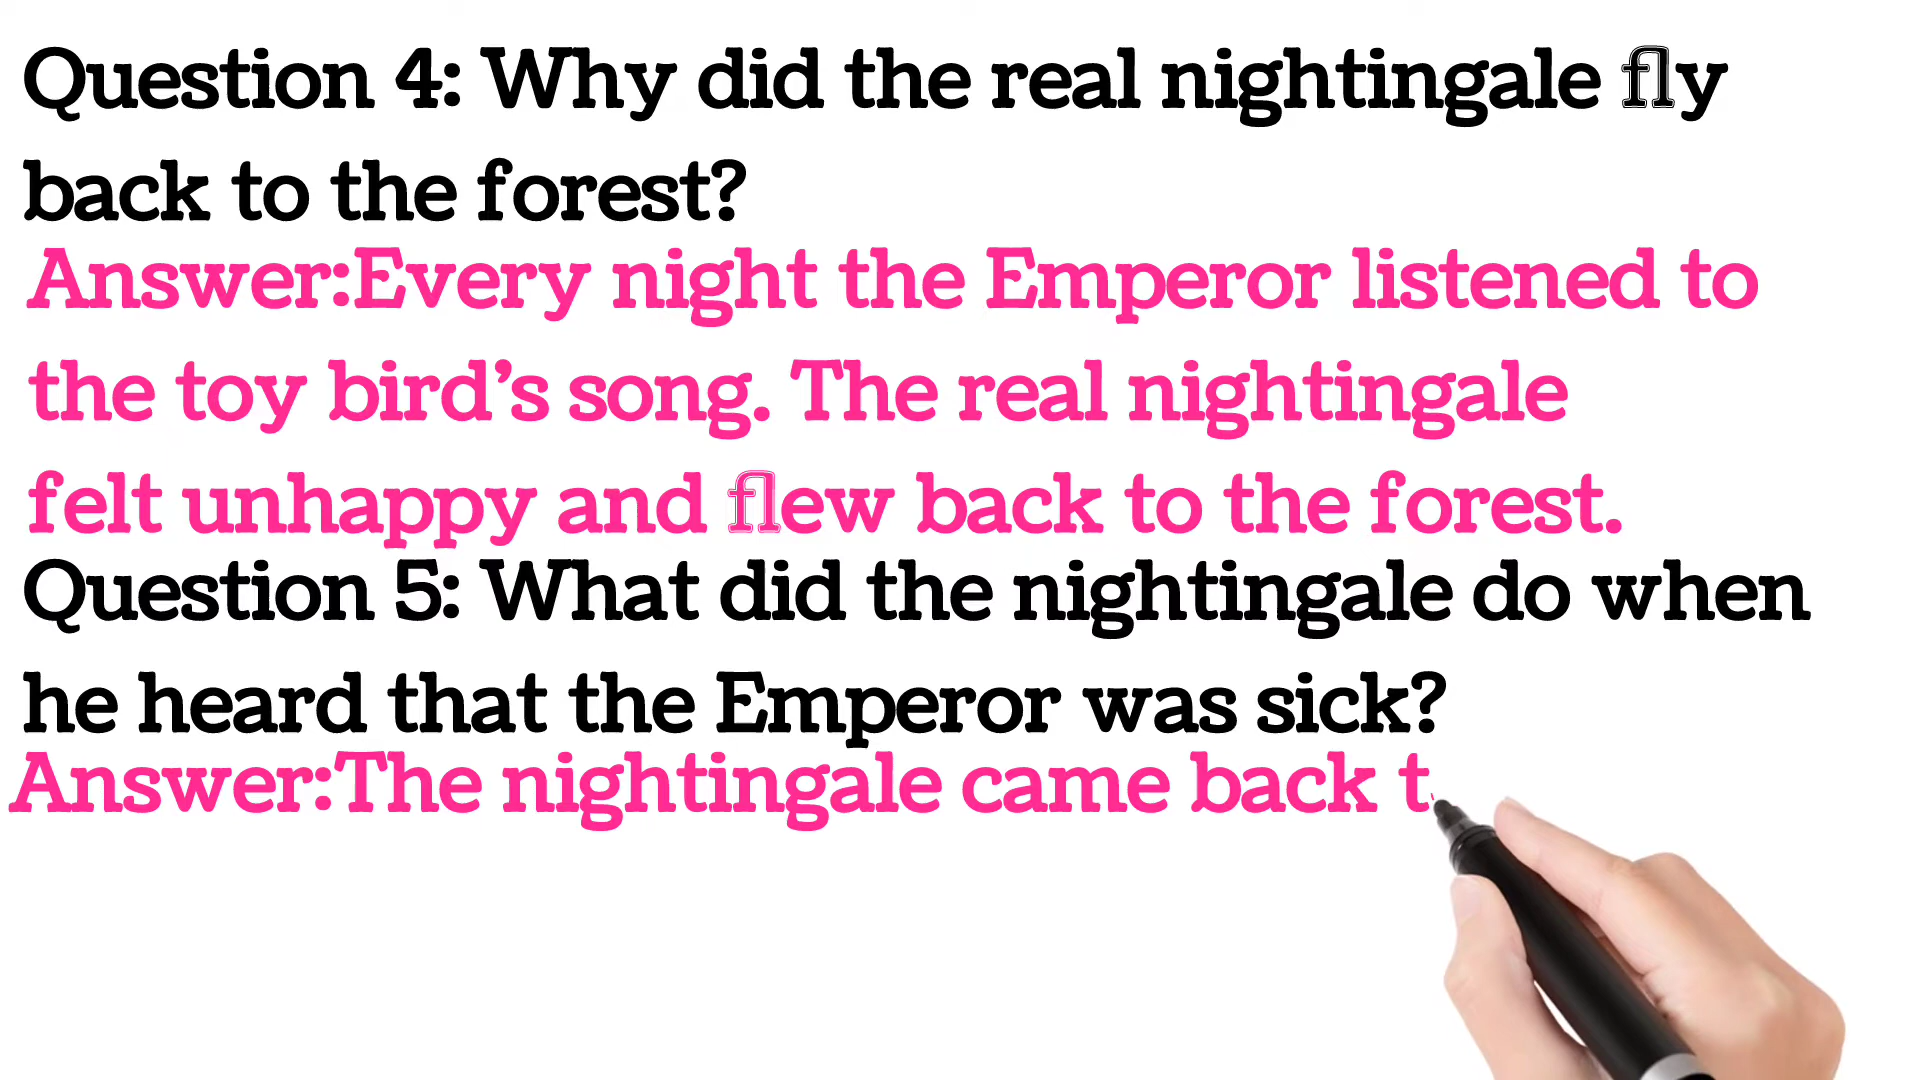 Question 4: Why did the real nightingale fly
back to the forest?
Answer:Every night the Emperor listened to
the toy bird’s song. The real nightingale
felt unhappy and flew back to the forest.
Question 5: What did the nightingale do when
he heard that the Emperor was sick?
Answer:The nightingale came back t